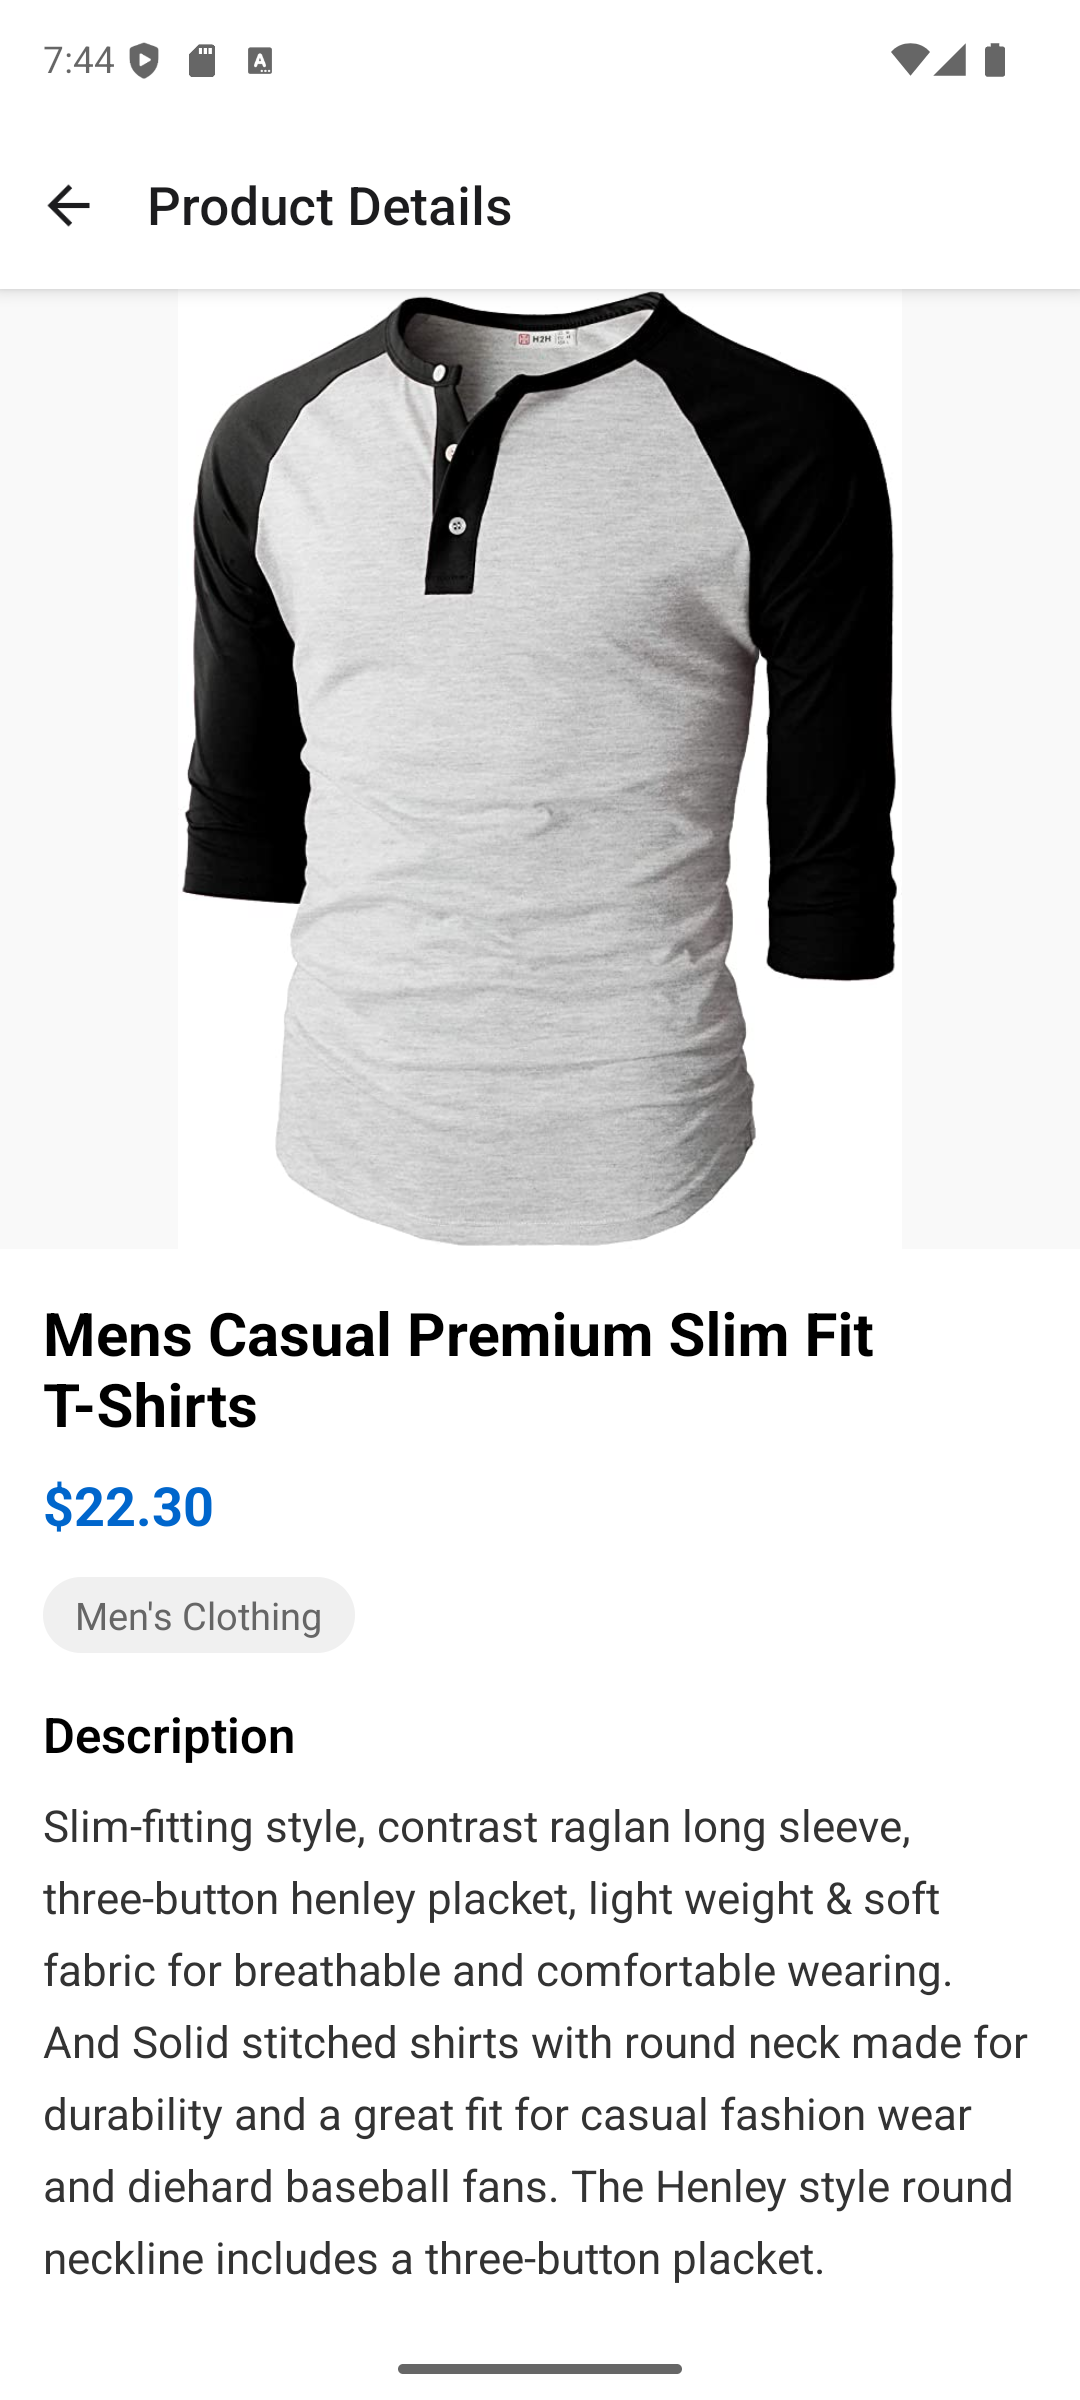 7:44
Product Details
H2H
Mens Casual Premium Slim Fit
T-Shirts
$22.30
Men's Clothing
Description
Slim-fitting style, contrast raglan long sleeve,
three-button henley placket, light weight & soft
fabric for breathable and comfortable wearing.
And Solid stitched shirts with round neck made for
durability and a great fit for casual fashion wear
and diehard baseball fans. The Henley style round
neckline includes a three-button placket.